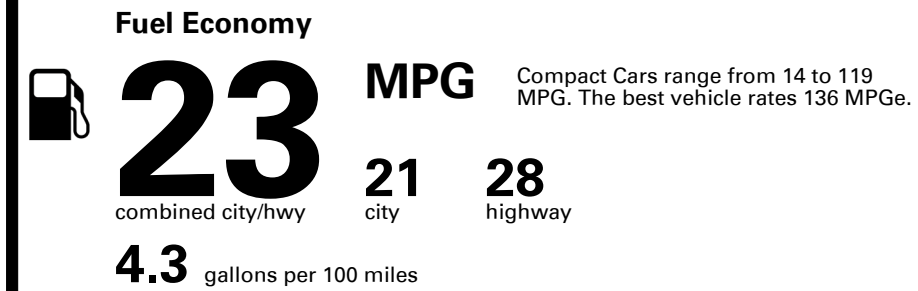 Fuel Economy
23 MPG
Compact Cars range from 14 to 119
MPG. The best vehicle rates 136 MPGe.
21 28
combined city/hwy city highway
4.3 gallons per 100 miles